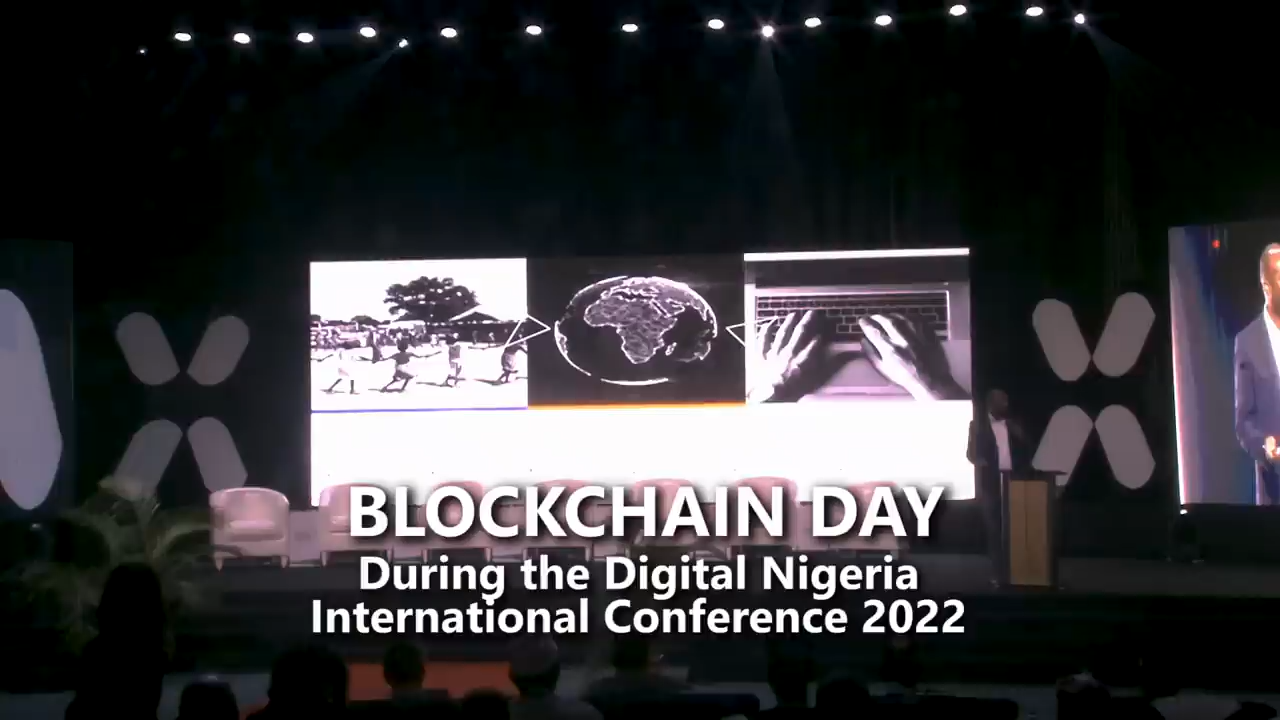 BLOCKCHAIN DAY
During the Digital Nigeria
International Conference 2022